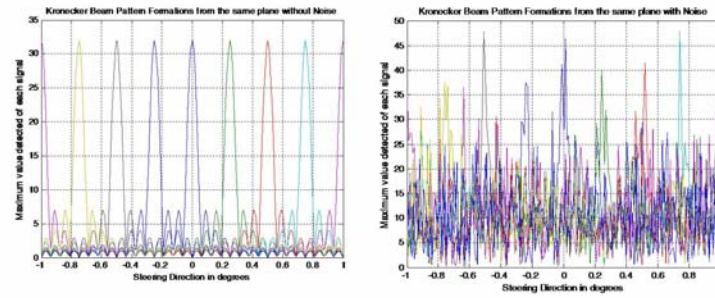 Kronecker Beam Pattern Formations from the same plane without Noise
Maximum value detected of each signal
35
30
25
20
15
10
5
0
-1 -0.8 -0.6 -0.4 -0.2 0 0.2 0.4 0.6 0.8 1
Steering Direction in degrees
Kronecker Beam Pattern Formations from the same plane with Noise
Maximum value detected of each signal
50
45
40
35
30
25
20
15
10
5
0
-1 -0.8 -0.6 -0.4 -0.2 0 0.2 0.4 0.6 0.8
Steering Direction in degrees